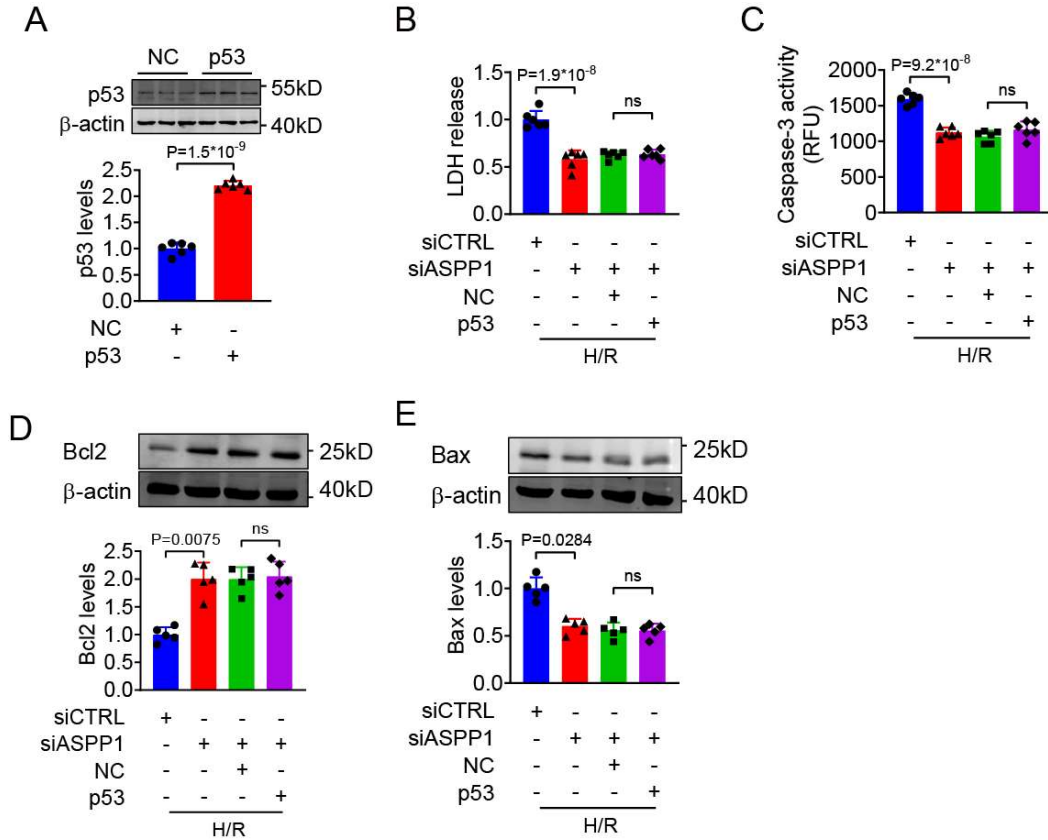 A
NC p53
p53 55kD
β-actin 40kD
P=1.5*10-9
p53 levels
2.5
2.0
1.5
1.0
0.5
0.0
NC + -
p53 - +
B
P=1.9*10-8
ns
LDH release
1.5
1.0
0.5
0.0
siCTRL + - - -
siASPP1 - + + +
NC - - + -
p53 - - - +
H/R
C
P=9.2*10-8
ns
Caspase-3 activity
(RFU)
2000
1500
1000
500
0
siCTRL + - - -
siASPP1 - + + +
NC - - + -
p53 - - - +
H/R
D
Bcl2 25kD
β-actin 40kD
P=0.0075
ns
Bcl2 levels
2.5
2.0
1.5
1.0
0.5
0.0
siCTRL + - - -
siASPP1 - + + +
NC - - + -
p53 - - - +
H/R
E
Bax 25kD
β-actin 40kD
P=0.0284
ns
Bax levels
1.5
1.0
0.5
0.0
siCTRL + - - -
siASPP1 - + + +
NC - - + -
p53 - - - +
H/R